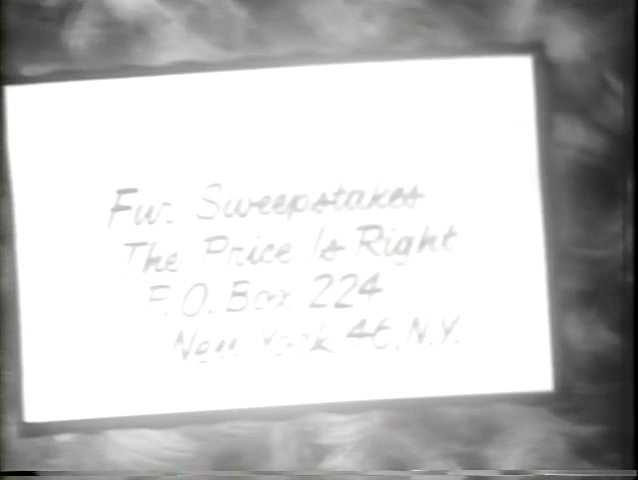 Fur Sweepstakes
The Price Is Right
P.O. Box 224
New York 46, N.Y.